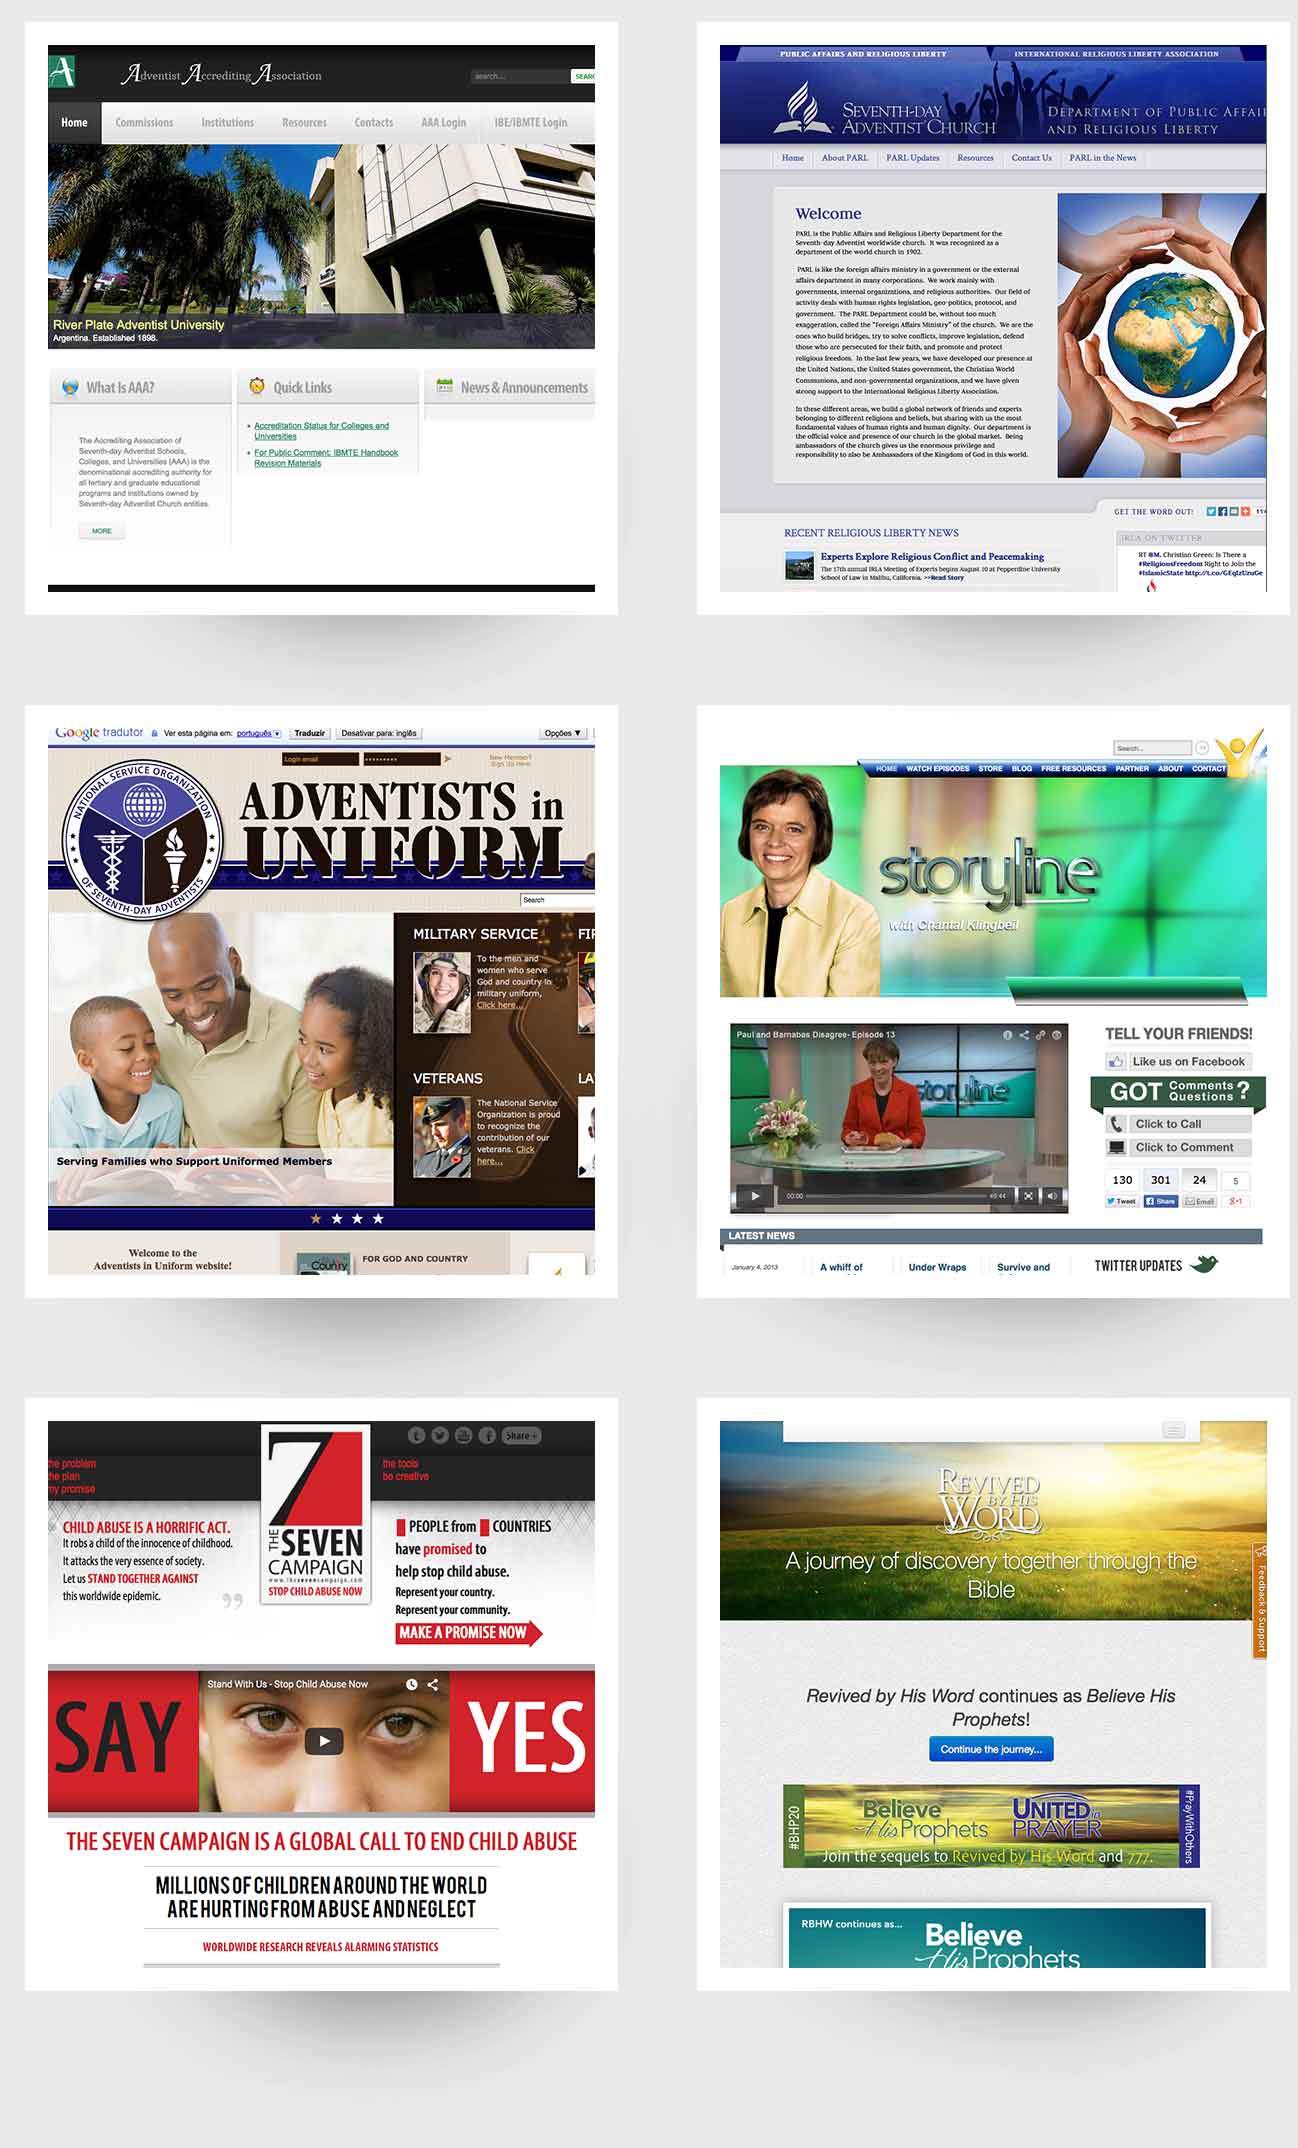 A
Adventist Accrediting Association
search...
SEARC
Home Commissions Institutions Resources Contacts AAA Login IBE/IBMTE Login
River Plate Adventist University
Argentina. Established 1898.
What Is AAA?
The Accrediting Association of
Seventh-day Adventist Schools,
Colleges, and Universities (AAA) is the
denominational accrediting authority for
all tertiary and graduate educational
programs and institutions owned by
Seventh-day Adventist Church entities.
MORE
Quick Links
Accreditation Status for Colleges and
Universities
For Public Comment: IBMTE Handbook
Revision Materials
News & Announcements
PUBLIC AFFAIRS AND RELIGIOUS LIBERTY INTERNATIONAL RELIGIOUS LIBERTY ASSOCIATION
SEVENTH-DAY
ADVENTIST CHURCH
DEPARTMENT OF PUBLIC AFFAI
AND RELIGIOUS LIBERTY
Home About PARL PARL Updates Resources Contact Us PARL in the News
Welcome
PARL is the Public Affairs and Religious Liberty Department for the
Seventh-day Adventist worldwide church. It was recognized as a
department of the world church in 1902.
PARL is like the foreign affairs ministry in a government or the external
affairs department in many corporations. We work mainly with
governments, internal organizations, and religious authorities. Our field of
activity deals with human rights legislation, geo-politics, protocol, and
government. The PARL Department could be, without too much
exaggeration, called the "Foreign Affairs Ministry" of the church. We are the
ones who build bridges, try to solve conflicts, improve legislation, defend
those who are persecuted for their faith, and promote and protect
religious freedom. In the last few years, we have developed our presence at
the United Nations, the United States government, the Christian World
Communions, and non-governmental organizations, and we have given
strong support to the International Religious Liberty Association.
In these different areas, we build a global network of friends and experts
belonging to different religions and beliefs, but sharing with us the most
fundamental values of human rights and human dignity. Our department is
the official voice and presence of our church in the global market. Being
ambassadors of the church gives us the enormous privilege and
responsibility to also be Ambassadors of the Kingdom of God in this world.
GET THE WORD OUT!
RECENT RELIGIOUS LIBERTY NEWS
Experts Explore Religious Conflict and Peacemaking
The 17th annual IRLA Meeting of Experts begins August 10 at Pepperdine University
School of Law in Malibu, California. >>Read Story
IRLA ON TWITTER
RT @M. Christian Green: Is There a
#ReligiousFreedom Right to Join the
#IslamicState http://t.co/GEqlzUzuGe
Google tradutor Ver esta página em: português Traduzir Desativar para: inglês Opções ▼
Login email ********* New Member?
Sign Up Here
NATIONAL SERVICE ORGANIZATION
OF SEVENTH-DAY ADVENTISTS
ADVENTISTS in
UNIFORM
Search
MILITARY SERVICE
To the men and
women who serve
God and country in
military uniform,
Click here...
FIR
VETERANS
The National Service
Organization is proud
to recognize the
contribution of our
veterans. Click
here...
LA
Serving Families who Support Uniformed Members
Welcome to the
Adventists in Uniform website!
Country
FOR GOD AND COUNTRY
Search...
HOME WATCH EPISODES STORE BLOG FREE RESOURCES PARTNER ABOUT CONTACT
storyline
with Chantal Klingbeil
Paul and Barnabas Disagree- Episode 13
storyline
00:00
TELL YOUR FRIENDS!
Like us on Facebook
GOT Comments Questions ?
Click to Call
Click to Comment
130 301 24 5
Tweet Share Email g+1
LATEST NEWS
January 4, 2013 A whiff of Under Wraps Survive and
TWITTER UPDATES
Share +
the problem
the plan
my promise
the tools
be creative
7
THE SEVEN
CAMPAIGN
www.thesevencampaign.com
STOP CHILD ABUSE NOW
CHILD ABUSE IS A HORRIFIC ACT.
It robs a child of the innocence of childhood.
It attacks the very essence of society.
Let us STAND TOGETHER AGAINST
this worldwide epidemic.
PEOPLE from COUNTRIES
have promised to
help stop child abuse.
Represent your country.
Represent your community.
MAKE A PROMISE NOW
SAY
Stand With Us - Stop Child Abuse Now
YES
THE SEVEN CAMPAIGN IS A GLOBAL CALL TO END CHILD ABUSE
MILLIONS OF CHILDREN AROUND THE WORLD
ARE HURTING FROM ABUSE AND NEGLECT
WORLDWIDE RESEARCH REVEALS ALARMING STATISTICS
REVIVED
BY HIS
WORD
A journey of discovery together through the
Bible
Feedback & Support
Revived by His Word continues as Believe His
Prophets!
Continue the journey...
#BHP20
Believe
His Prophets
UNITED in
PRAYER
#PrayWithOthers
Join the sequels to Revived by His Word and 777.
RBHW continues as...
Believe
His Prophets